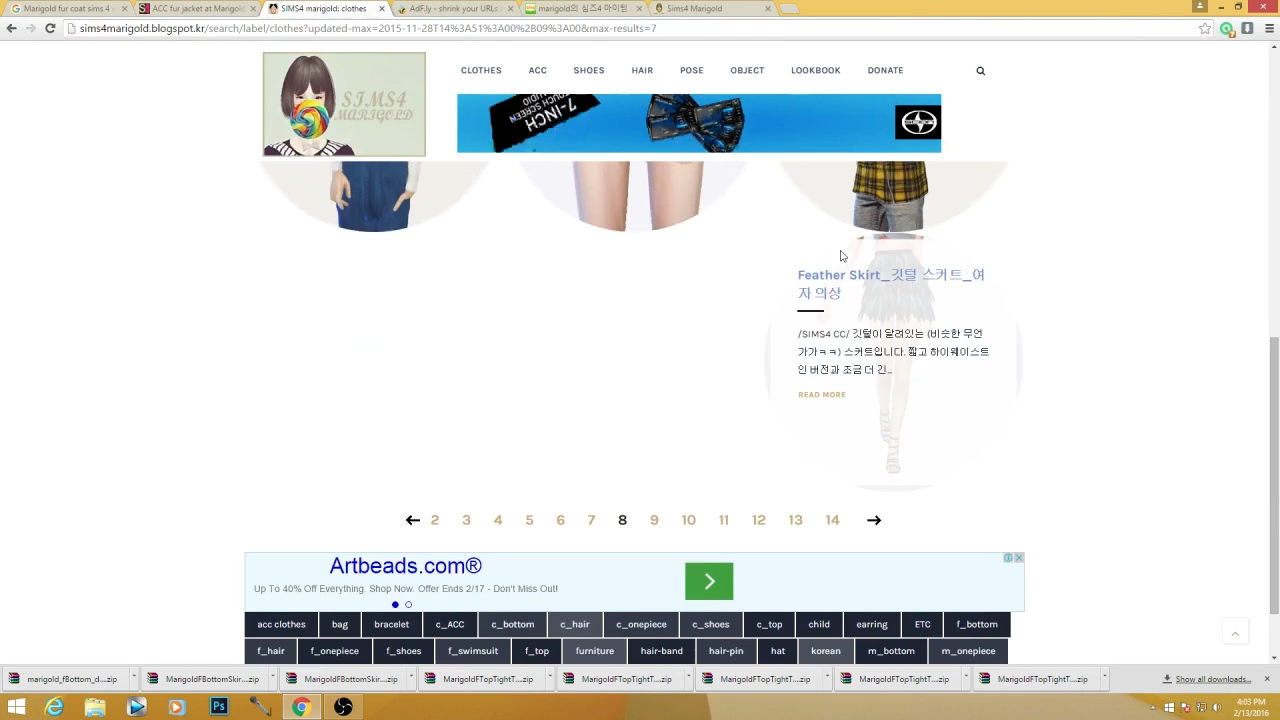 Marigold fur coat sims 4 -
ACC fur jacket at Marigold
SIMS4 marigold: clothes
AdF.ly - shrink your URLs
marigold의 심즈4 마이핑
Sims4 Marigold
sims4marigold.blogspot.kr/search/label/clothes?updated-max=2015-11-28T14%3A51%3A00%2B09%3A00&max-results=7
SIMS4
MARIGOLD
CLOTHES ACC SHOES HAIR POSE OBJECT LOOKBOOK DONATE
7-INCH
TOUCH SCREEN
AUDIO
SCION
Feather Skirt_깃털 스커트_여
자 의상
/SIMS4 CC/ 깃털이 달려있는 (비슷한 무언
가가ㅋㅋ) 스커트입니다. 짧고 하이웨이스트
인 버전과 조금 더 긴...
READ MORE
2 3 4 5 6 7 8 9 10 11 12 13 14
Artbeads.com®
Up To 40% Off Everything. Shop Now. Offer Ends 2/17 - Don't Miss Out!
acc clothes bag bracelet c_ACC c_bottom c_hair c_onepiece c_shoes c_top child earring ETC f_bottom
f_hair f_onepiece f_shoes f_swimsuit f_top furniture hair-band hair-pin hat korean m_bottom m_onepiece
marigold_fBottom_d....zip MarigoldFBottomSkir....zip MarigoldFBottomSkir....zip MarigoldFTopTightT....zip MarigoldFTopTightT....zip MarigoldFTopTightT....zip MarigoldFTopTightT....zip MarigoldFTopTightT....zip Show all downloads...
Ps
4:03 PM
2/13/2016